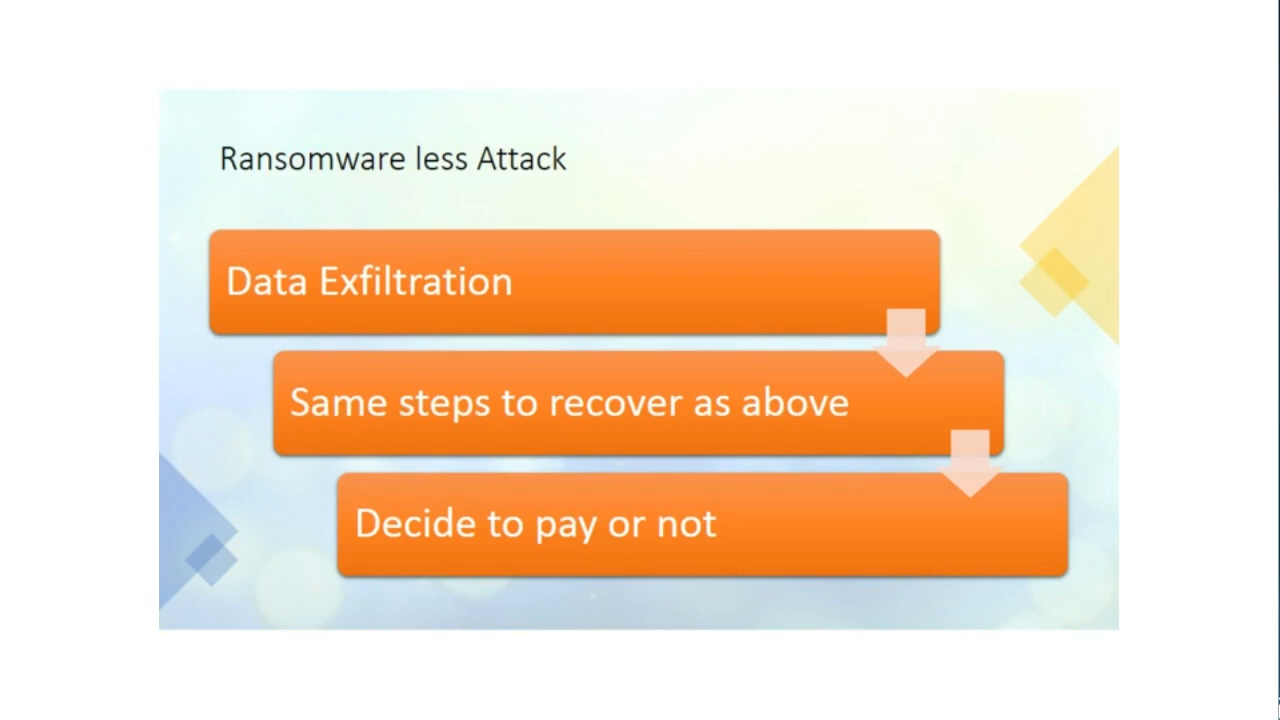 Ransomware less Attack
Data Exfiltration
Same steps to recover as above
Decide to pay or not